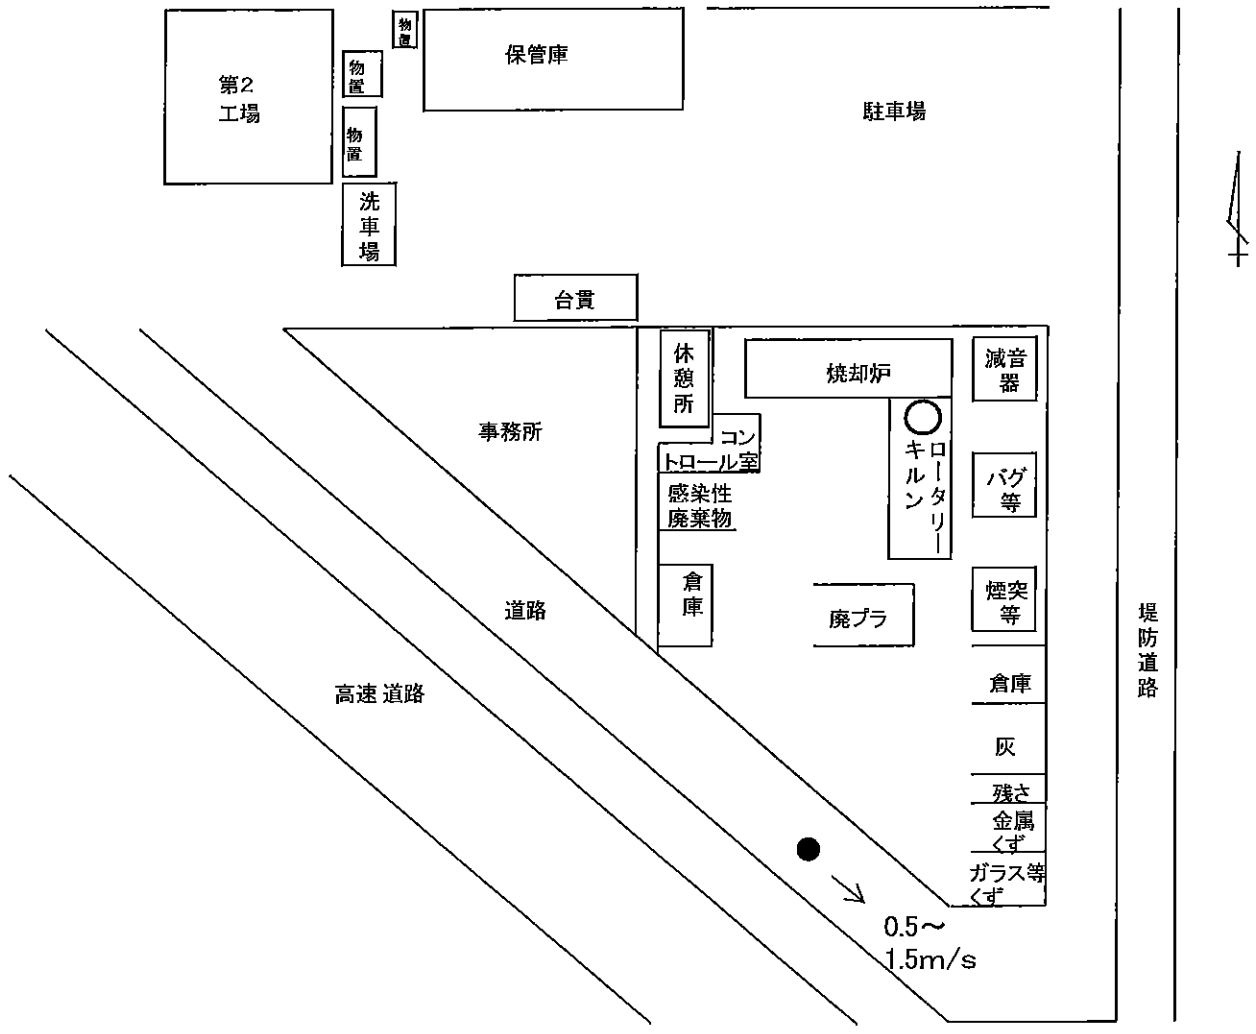 物
置
保管庫
第2
工場
物
置
駐車場
物
置
洗
車
場
台貫
休
憩
所
焼却炉
減音
器
事務所
コン
トロール室
ロータリー
キルン
バグ
等
感染性
廃棄物
倉
庫
廃プラ
煙突
等
道路
堤
防
道
路
高速 道路
倉庫
灰
残さ
金属
くず
ガラス等
くず
0.5～
1.5m/s